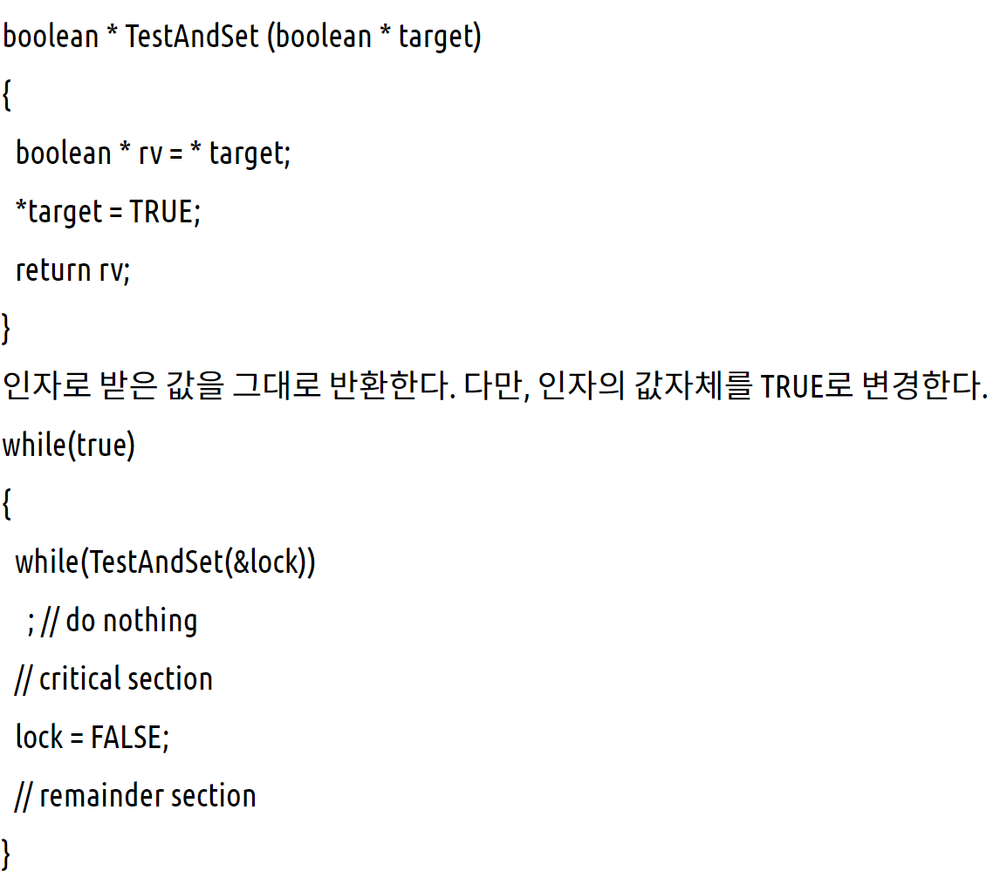 boolean * TestAndSet (boolean * target)
{
boolean * rv = * target;
*target = TRUE;
return rv;
}
인자로 받은 값을 그대로 반환한다. 다만, 인자의 값자체를 TRUE로 변경한다.
while(true)
{
while(TestAndSet(&lock))
; // do nothing
// critical section
lock = FALSE;
// remainder section
}